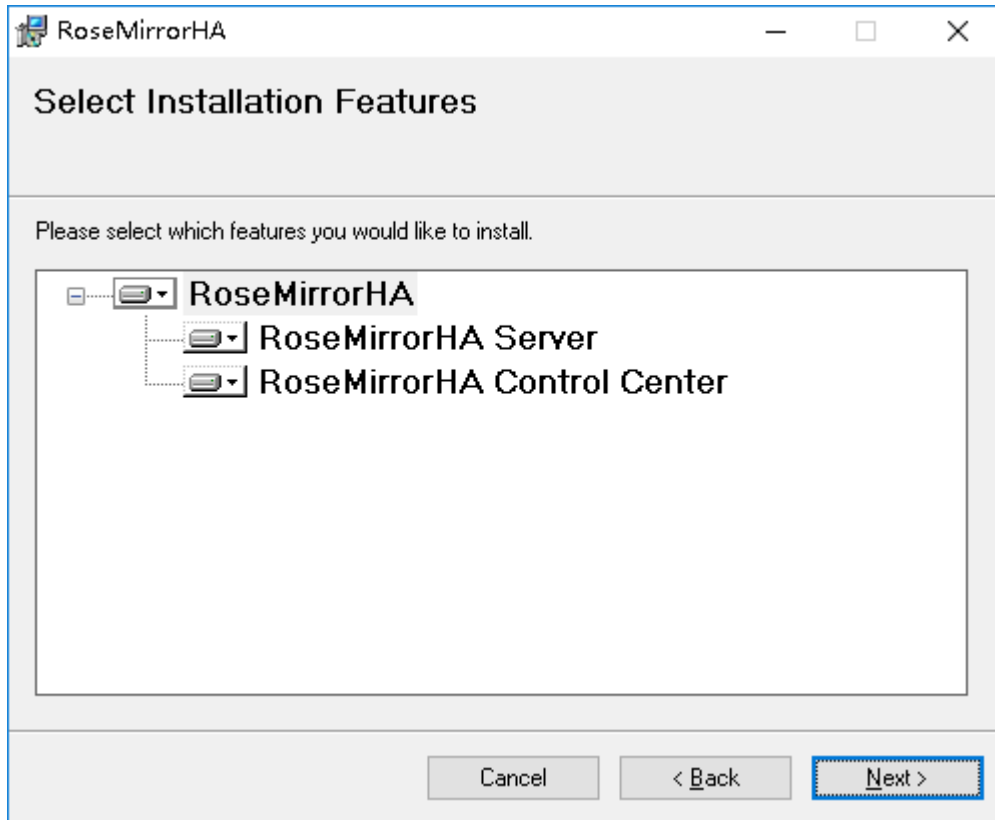 RoseMirrorHA
Select Installation Features
Please select which features you would like to install.
RoseMirrorHA
RoseMirrorHA Server
RoseMirrorHA Control Center
Cancel
< Back
Next >